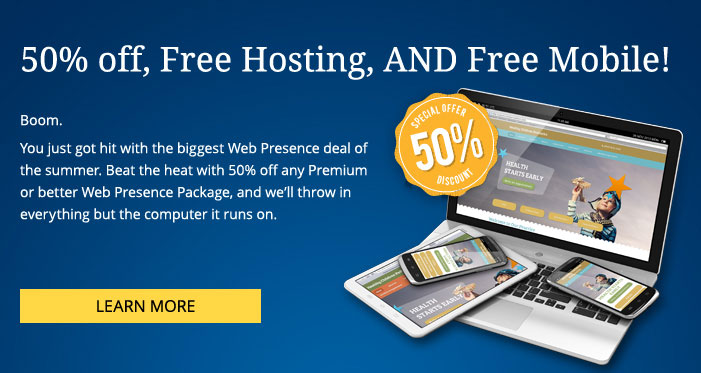 50% off, Free Hosting, AND Free Mobile!
Boom.
You just got hit with the biggest Web Presence deal of
the summer. Beat the heat with 50% off any Premium
or better Web Presence Package, and we’ll throw in
everything but the computer it runs on.
LEARN MORE
SPECIAL OFFER
50%
DISCOUNT
HEALTH
STARTS EARLY
HEALTH
STARTS EARLY